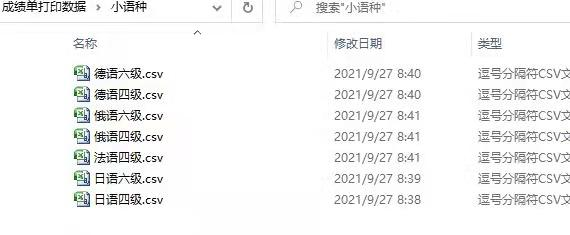 成绩单打印数据 > 小语种 搜索"小语种"
名称 修改日期 类型
德语六级.csv 2021/9/27 8:40 逗号分隔符CSV文
德语四级.csv 2021/9/27 8:40 逗号分隔符CSV文
俄语六级.csv 2021/9/27 8:41 逗号分隔符CSV文
俄语四级.csv 2021/9/27 8:41 逗号分隔符CSV文
法语四级.csv 2021/9/27 8:41 逗号分隔符CSV文
日语六级.csv 2021/9/27 8:39 逗号分隔符CSV文
日语四级.csv 2021/9/27 8:38 逗号分隔符CSV文